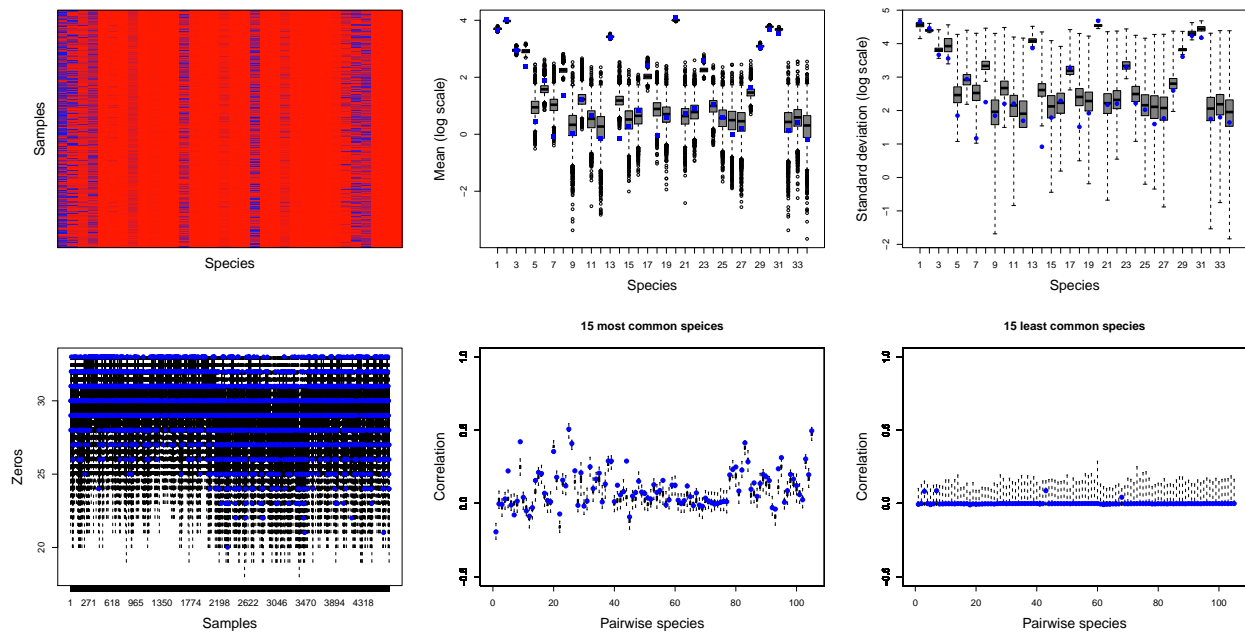 Samples
Species
Mean (log scale)
4
2
0
−2
1 3 5 7 9 11 13 15 17 19 21 23 25 27 29 31 33
Species
Standard deviation (log scale)
5
4
3
2
1
0
−1
−2
1 3 5 7 9 11 13 15 17 19 21 23 25 27 29 31 33
Species
Zeros
30
25
20
1 271 618 965 1350 1774 2198 2622 3046 3470 3894 4318
Samples
15 most common speices
Correlation
1.0
0.5
0.0
−0.5
0 20 40 60 80 100
Pairwise species
15 least common species
Correlation
1.0
0.5
0.0
−0.5
0 20 40 60 80 100
Pairwise species